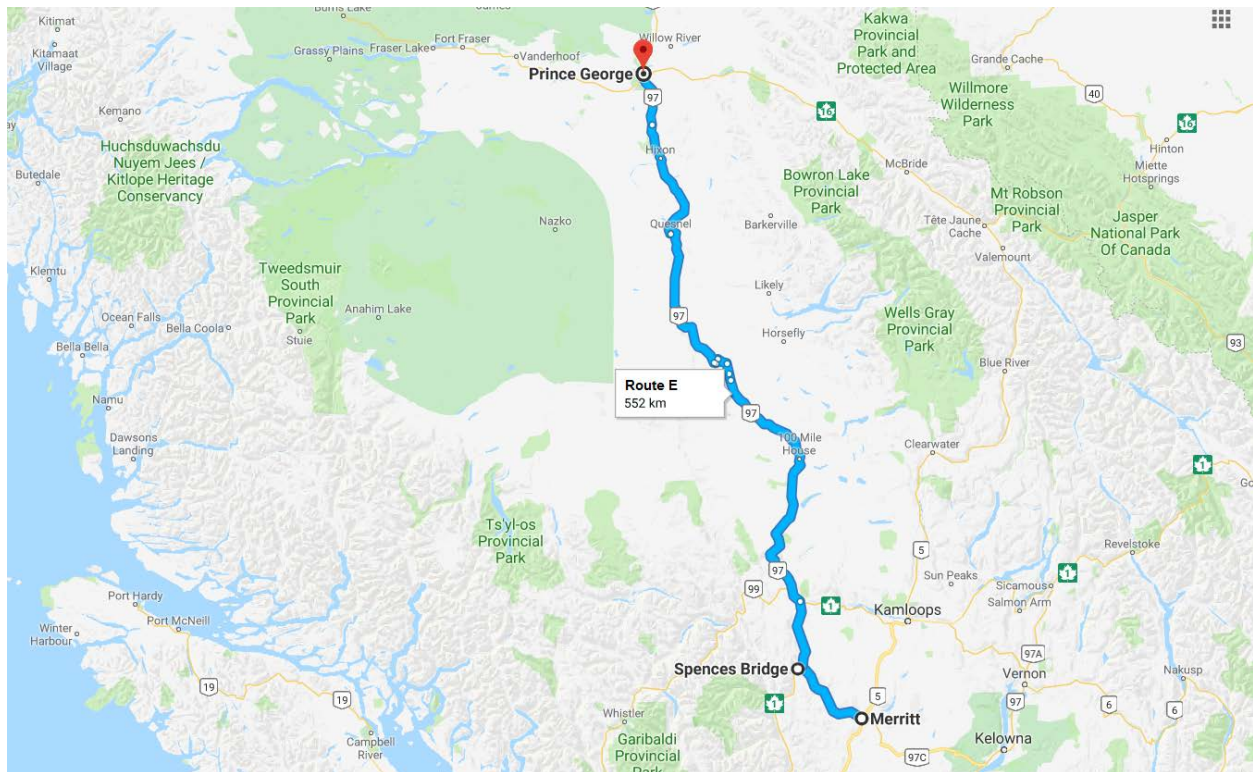 Burns Lake
James
Kitimat
Kitamaat
Village
Grassy Plains
Fraser Lake
Fort Fraser
Vanderhoof
Willow River
Kakwa
Provincial
Park and
Protected Area
Grande Cache
Prince George
97
Willmore
Wilderness
Park
40
16
16
Kemano
Hinton
Huchsduwachsdu
Nuyem Jees /
Kitlope Heritage
Conservancy
Hixon
McBride
Miette
Hotsprings
Butedale
Bowron Lake
Provincial
Park
Mt Robson
Provincial
Park
Jasper
National Park
Of Canada
Nazko
Quesnel
Barkerville
Tête Jaune
Cache
Valemount
Klemtu
Tweedsmuir
South
Provincial
Park
Stuie
Anahim Lake
Likely
Ocean Falls
Bella Coola
97
Horsefly
Wells Gray
Provincial
Park
93
Bella Bella
Blue River
Route E
552 km
Namu
97
Dawsons
Landing
100 Mile
House
Clearwater
1
Go
Ts'yl-os
Provincial
Park
Revelstoke
5
97
Sun Peaks
Sicamous
1
99
Port Hardy
Port McNeill
1
Kamloops
Salmon Arm
Winter
Harbour
97A
Spences Bridge
Vernon
Nakusp
19
19
1
5
97
6
6
Whistler
Merritt
Campbell
River
Garibaldi
Provincial
Park
97C
Kelowna